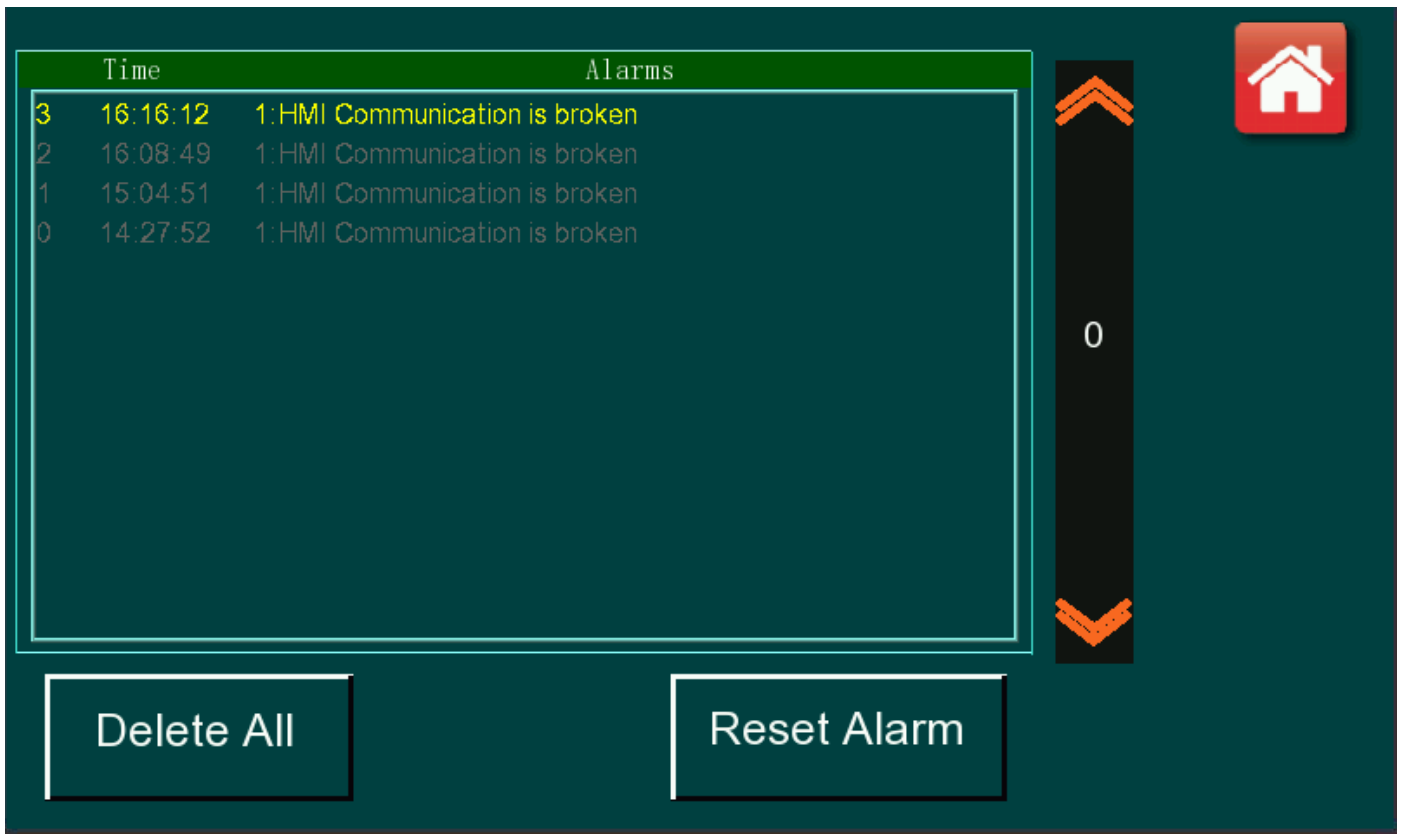 Time Alarms
3 16:16:12 1:HMI Communication is broken
2 16:08:49 1:HMI Communication is broken
1 15:04:51 1:HMI Communication is broken
0 14:27:52 1:HMI Communication is broken
0
Delete All Reset Alarm